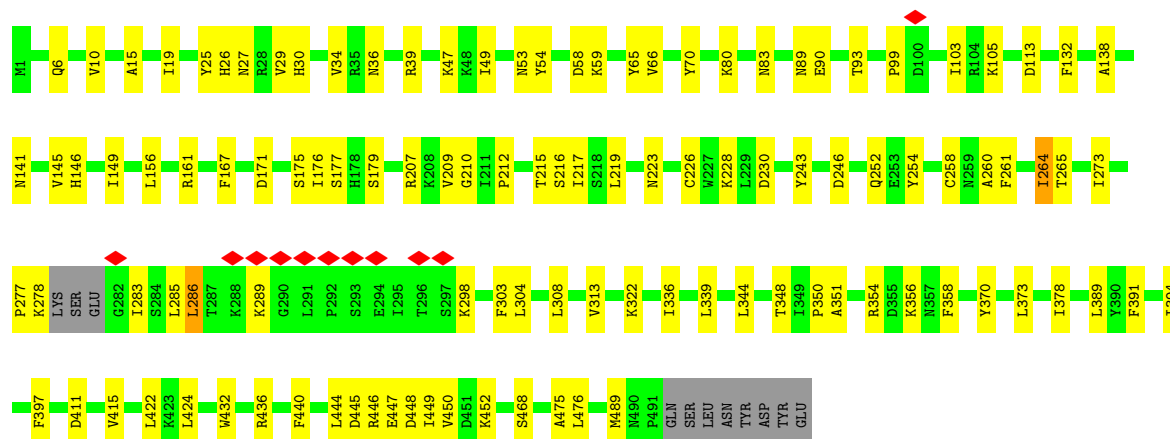 M1 Q6 V10 A15 I19 Y25 H26 N27 R28 V29 H30 V34 R35 N36 R39 K47 K48 I49 N53 Y54 D58 K59 Y65 V66 Y70 K80 N83 N89 E90 T93 P99 D100 I103 R104 K105 D113 F132 A138
N141 V145 H146 I149 L156 R161 F167 D171 S175 I176 S177 H178 S179 R207 K208 V209 G210 I211 P212 T215 S216 I217 S218 L219 N223 C226 W227 K228 L229 D230 Y243 D246 Q252 E253 Y254 C258 N259 A260 F261 I264 T265 I273
P277 K278 LYS SER GLU G282 I283 S284 L285 L286 T287 K288 K289 G290 L291 P292 S293 E294 I295 T296 S297 K298 F303 L304 L308 V313 K322 I336 L339 L344 T348 I349 P350 A351 R354 D355 K356 N357 F358 Y370 L373 I378 L389 Y390 F391
F397 D411 V415 L422 K423 L424 W432 R436 F440 L444 D445 R446 E447 D448 I449 V450 D451 K452 S468 A475 L476 M489 N490 P491 GLN SER LEU ASN TYR ASP TYR GLU